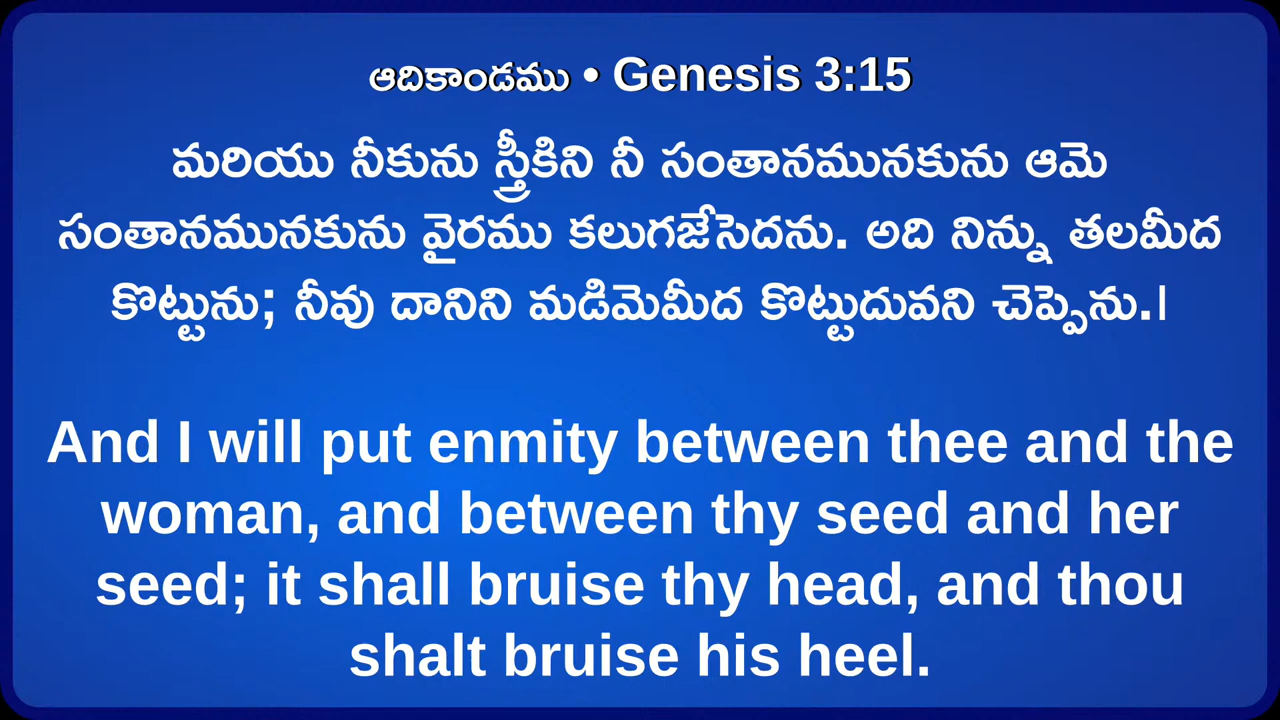 ఆదికాండము • Genesis 3:15
మరియు నీకును స్త్రీకిని నీ సంతానమునకును ఆమె
సంతానమునకును వైరము కలుగజేసెదను. అది నిన్ను తలమీద
కొట్టును; నీవు దానిని మడిమెమీద కొట్టుదువని చెప్పెను.।
And I will put enmity between thee and the
woman, and between thy seed and her
seed; it shall bruise thy head, and thou
shalt bruise his heel.